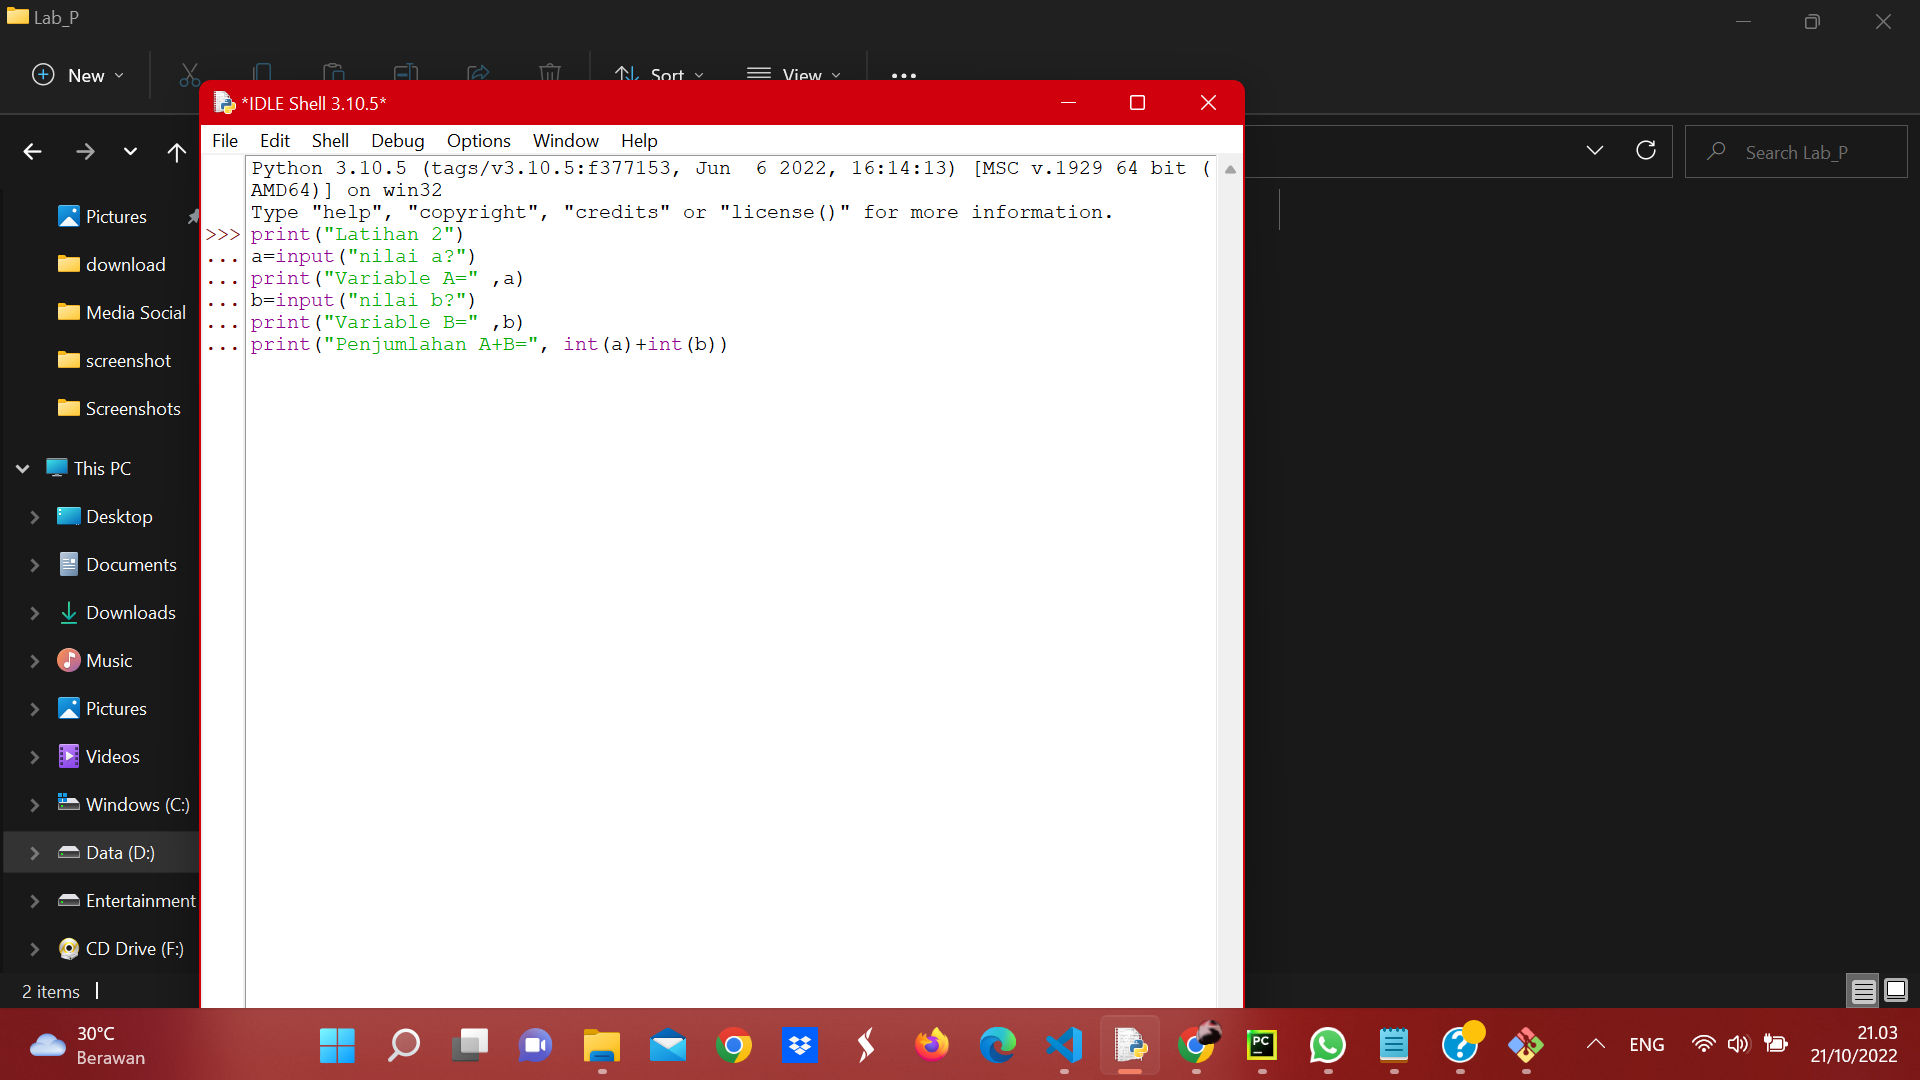 Lab_P
New
Sort
View
Search Lab_P
*IDLE Shell 3.10.5*
File Edit Shell Debug Options Window Help
Python 3.10.5 (tags/v3.10.5:f377153, Jun  6 2022, 16:14:13) [MSC v.1929 64 bit (
AMD64)] on win32
Type "help", "copyright", "credits" or "license()" for more information.
>>> print("Latihan 2")
... a=input("nilai a?")
... print("Variable A=" ,a)
... b=input("nilai b?")
... print("Variable B=" ,b)
... print("Penjumlahan A+B=", int(a)+int(b))
Pictures
download
Media Social
screenshot
Screenshots
This PC
Desktop
Documents
Downloads
Music
Pictures
Videos
Windows (C:)
Data (D:)
Entertainment
CD Drive (F:)
2 items
30°C
Berawan
PC
ENG
21.03
21/10/2022